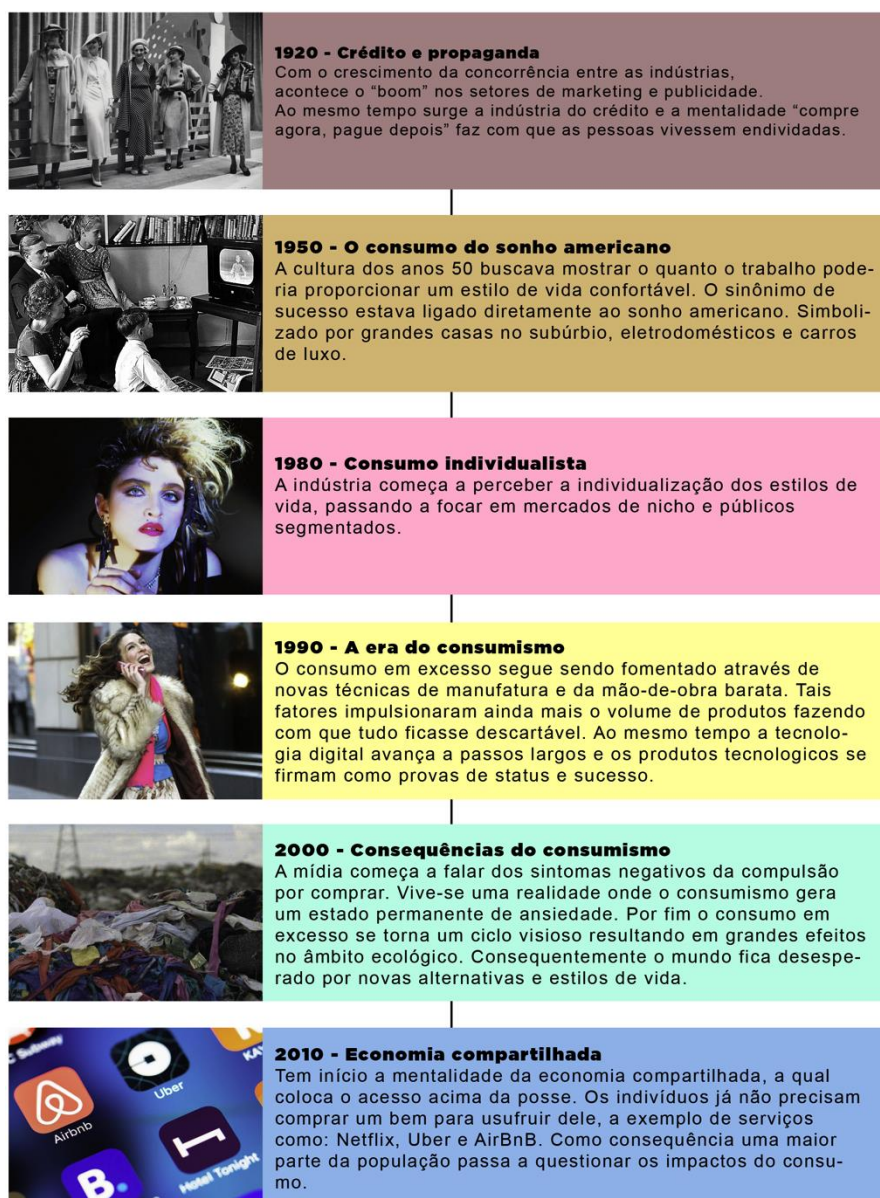 1920 - Crédito e propaganda
Com o crescimento da concorrência entre as indústrias,
acontece o “boom” nos setores de marketing e publicidade.
Ao mesmo tempo surge a indústria do crédito e a mentalidade “compre
agora, pague depois” faz com que as pessoas vivessem endividadas.
1950 - O consumo do sonho americano
A cultura dos anos 50 buscava mostrar o quanto o trabalho pode-
ria proporcionar um estilo de vida confortável. O sinônimo de
sucesso estava ligado diretamente ao sonho americano. Simboli-
zado por grandes casas no subúrbio, eletrodomésticos e carros
de luxo.
1980 - Consumo individualista
A indústria começa a perceber a individualização dos estilos de
vida, passando a focar em mercados de nicho e públicos
segmentados.
1990 - A era do consumismo
O consumo em excesso segue sendo fomentado através de
novas técnicas de manufatura e da mão-de-obra barata. Tais
fatores impulsionaram ainda mais o volume de produtos fazendo
com que tudo ficasse descartável. Ao mesmo tempo a tecnolo-
gia digital avança a passos largos e os produtos tecnologicos se
firmam como provas de status e sucesso.
2000 - Consequências do consumismo
A mídia começa a falar dos sintomas negativos da compulsão
por comprar. Vive-se uma realidade onde o consumismo gera
um estado permanente de ansiedade. Por fim o consumo em
excesso se torna um ciclo visioso resultando em grandes efeitos
no âmbito ecológico. Consequentemente o mundo fica desespe-
rado por novas alternativas e estilos de vida.
Subway
KAY
Uber
Airbnb
Hotel Tonight
B.
2010 - Economia compartilhada
Tem início a mentalidade da economia compartilhada, a qual
coloca o acesso acima da posse. Os indivíduos já não precisam
comprar um bem para usufruir dele, a exemplo de serviços
como: Netflix, Uber e AirBnB. Como consequência uma maior
parte da população passa a questionar os impactos do consu-
mo.